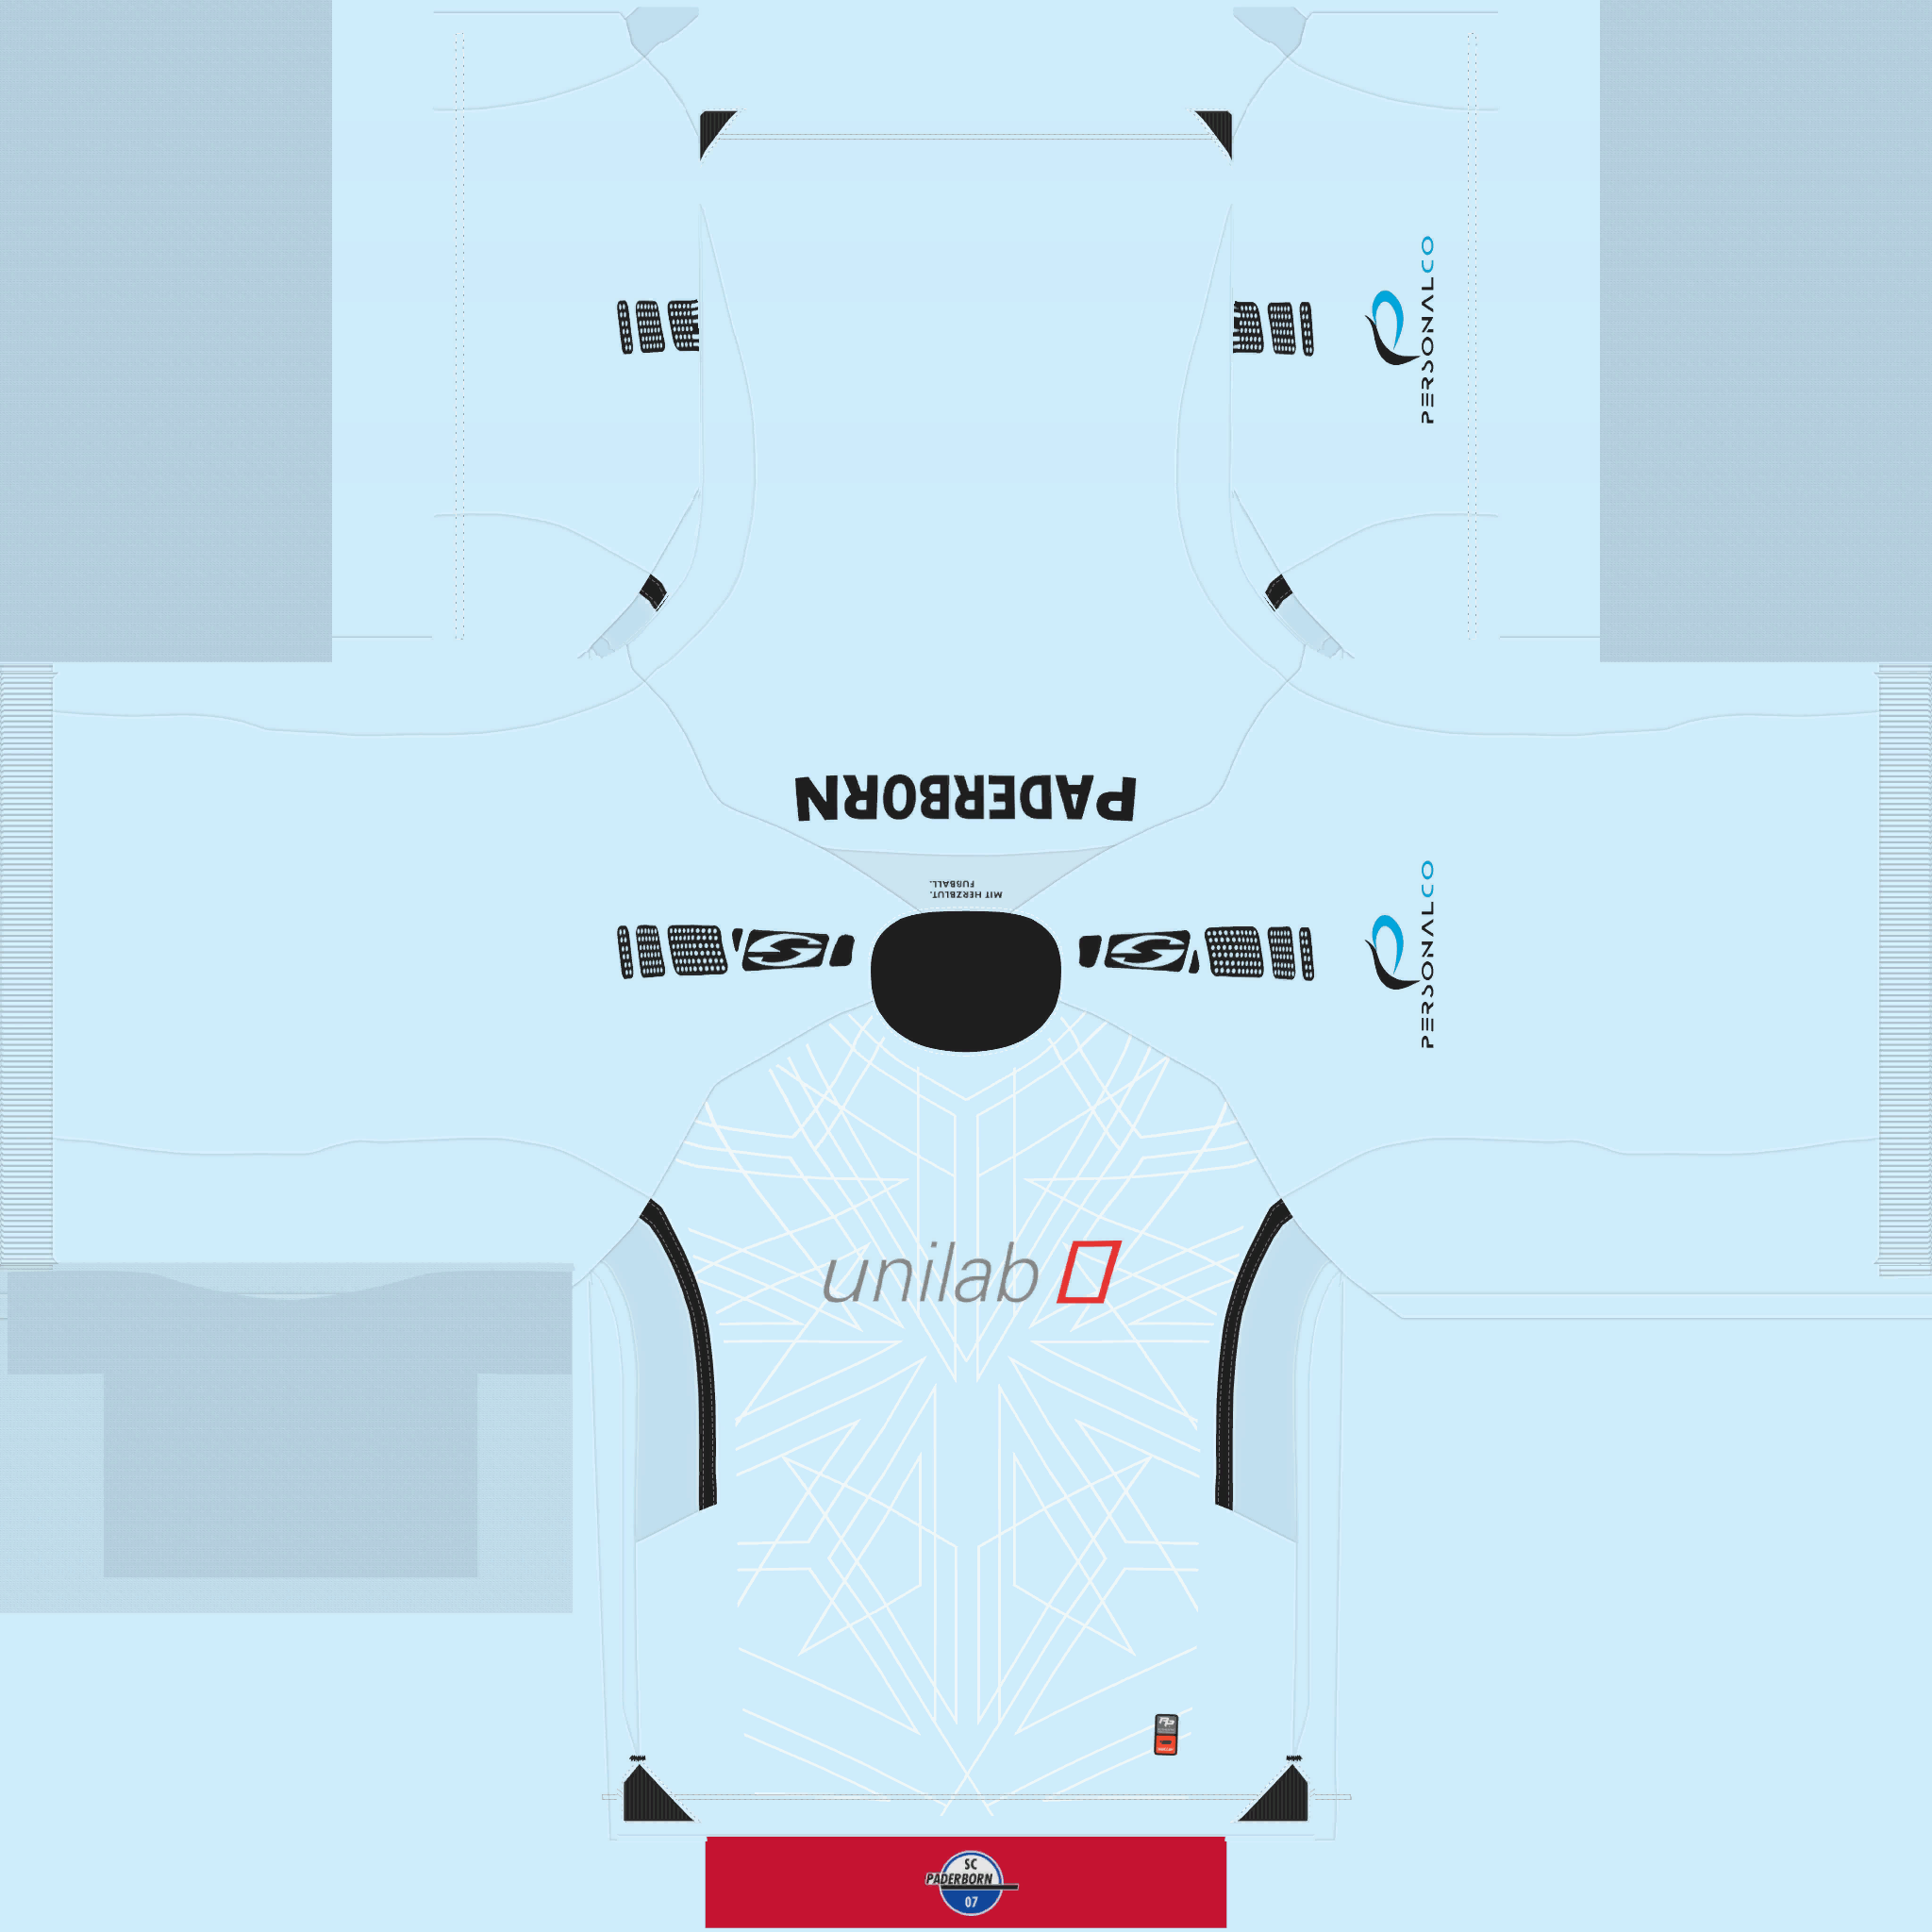 PERSONALCO
PADERBORN
MIT HERZBLUT.
FUßBALL.
PERSONALCO
unilab
SC
PADERBORN
07